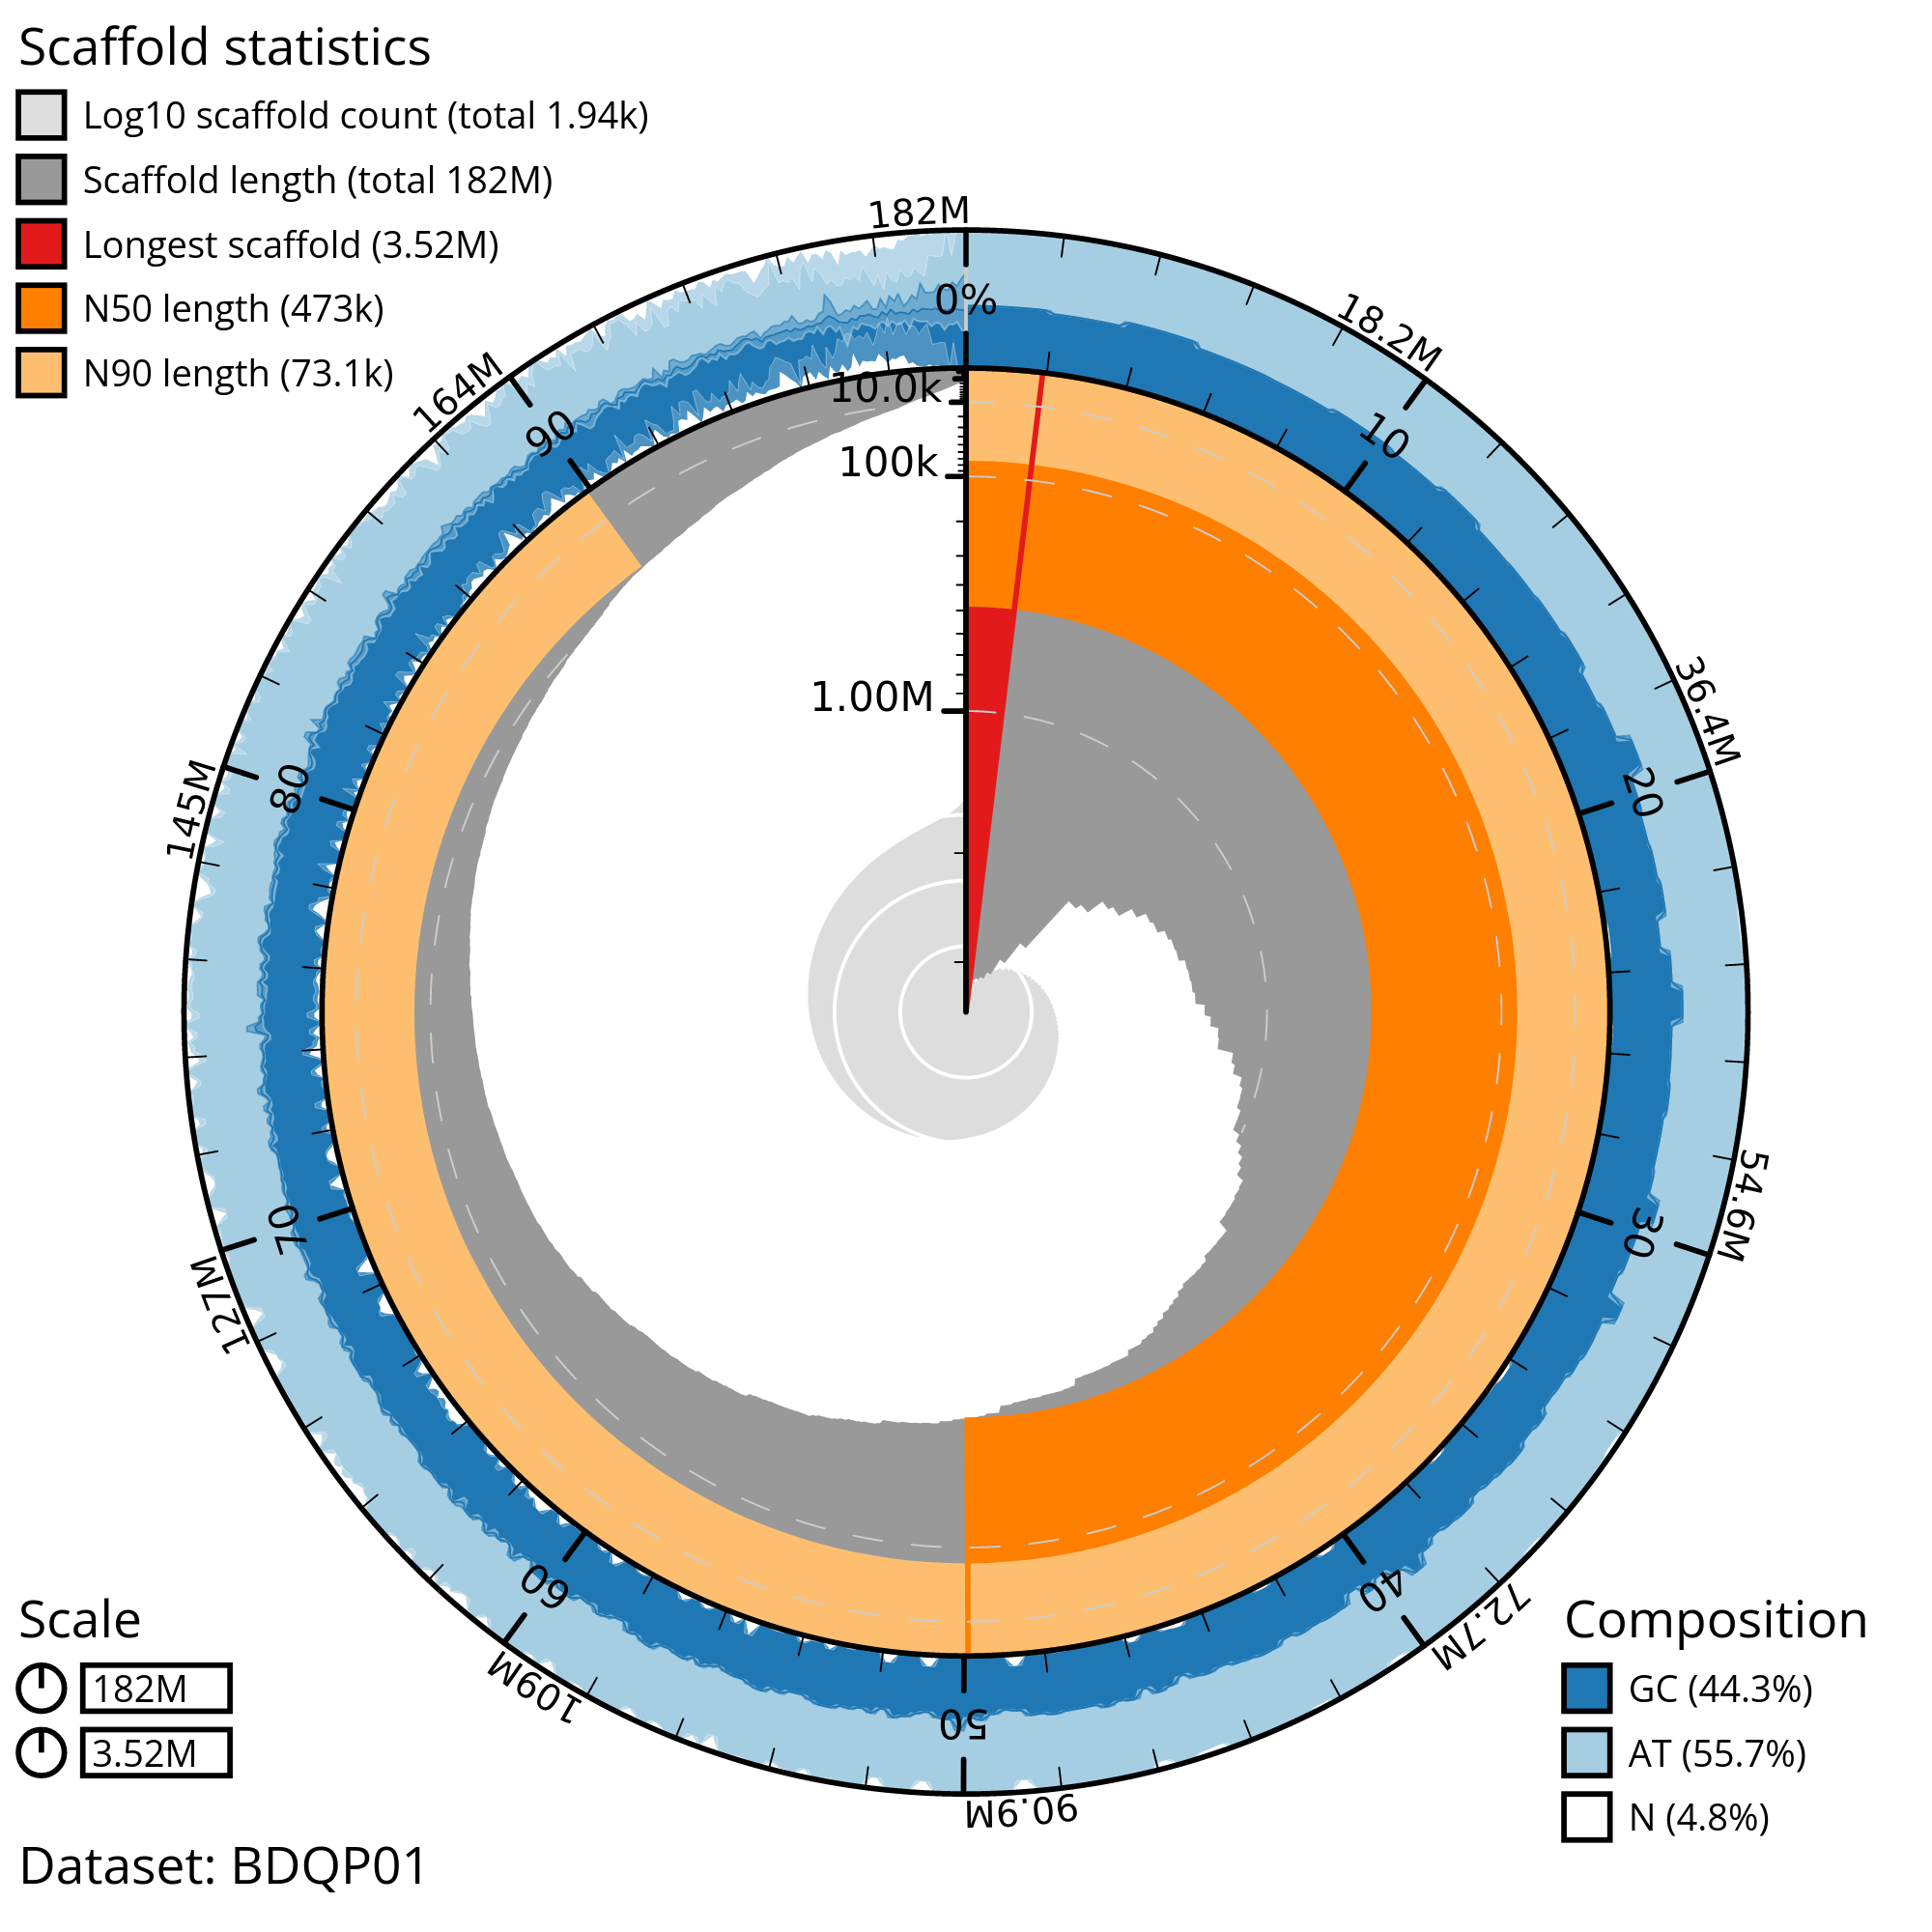 Scaffold statistics
Log10 scaffold count (total 1.94k)
Scaffold length (total 182M)
Longest scaffold (3.52M)
N50 length (473k)
N90 length (73.1k)
182M
0%
18.2M
10
36.4M
20
54.6M
30
72.7M
40
90.9M
50
109M
60
127M
70
145M
80
164M
90
10.0k
100k
1.00M
Scale
182M
3.52M
Composition
GC (44.3%)
AT (55.7%)
N (4.8%)
Dataset: BDQP01